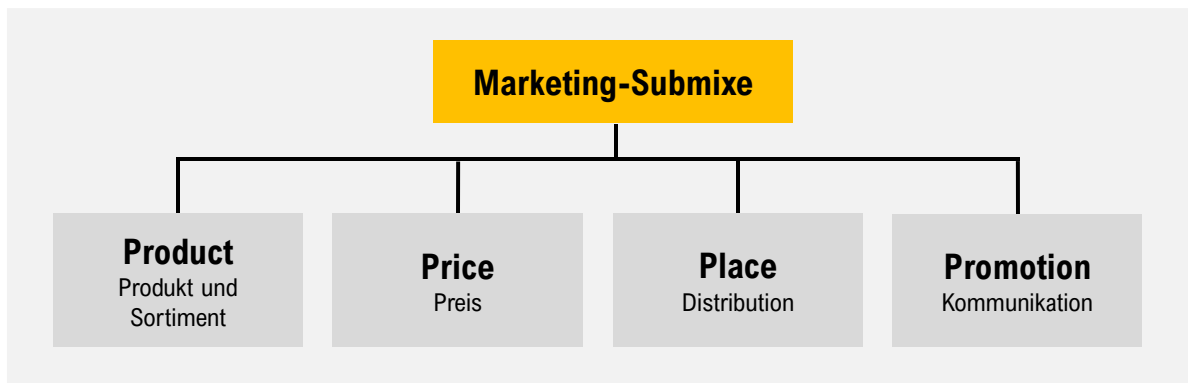 Marketing-Submixe
Product
Produkt und
Sortiment
Price
Preis
Place
Distribution
Promotion
Kommunikation